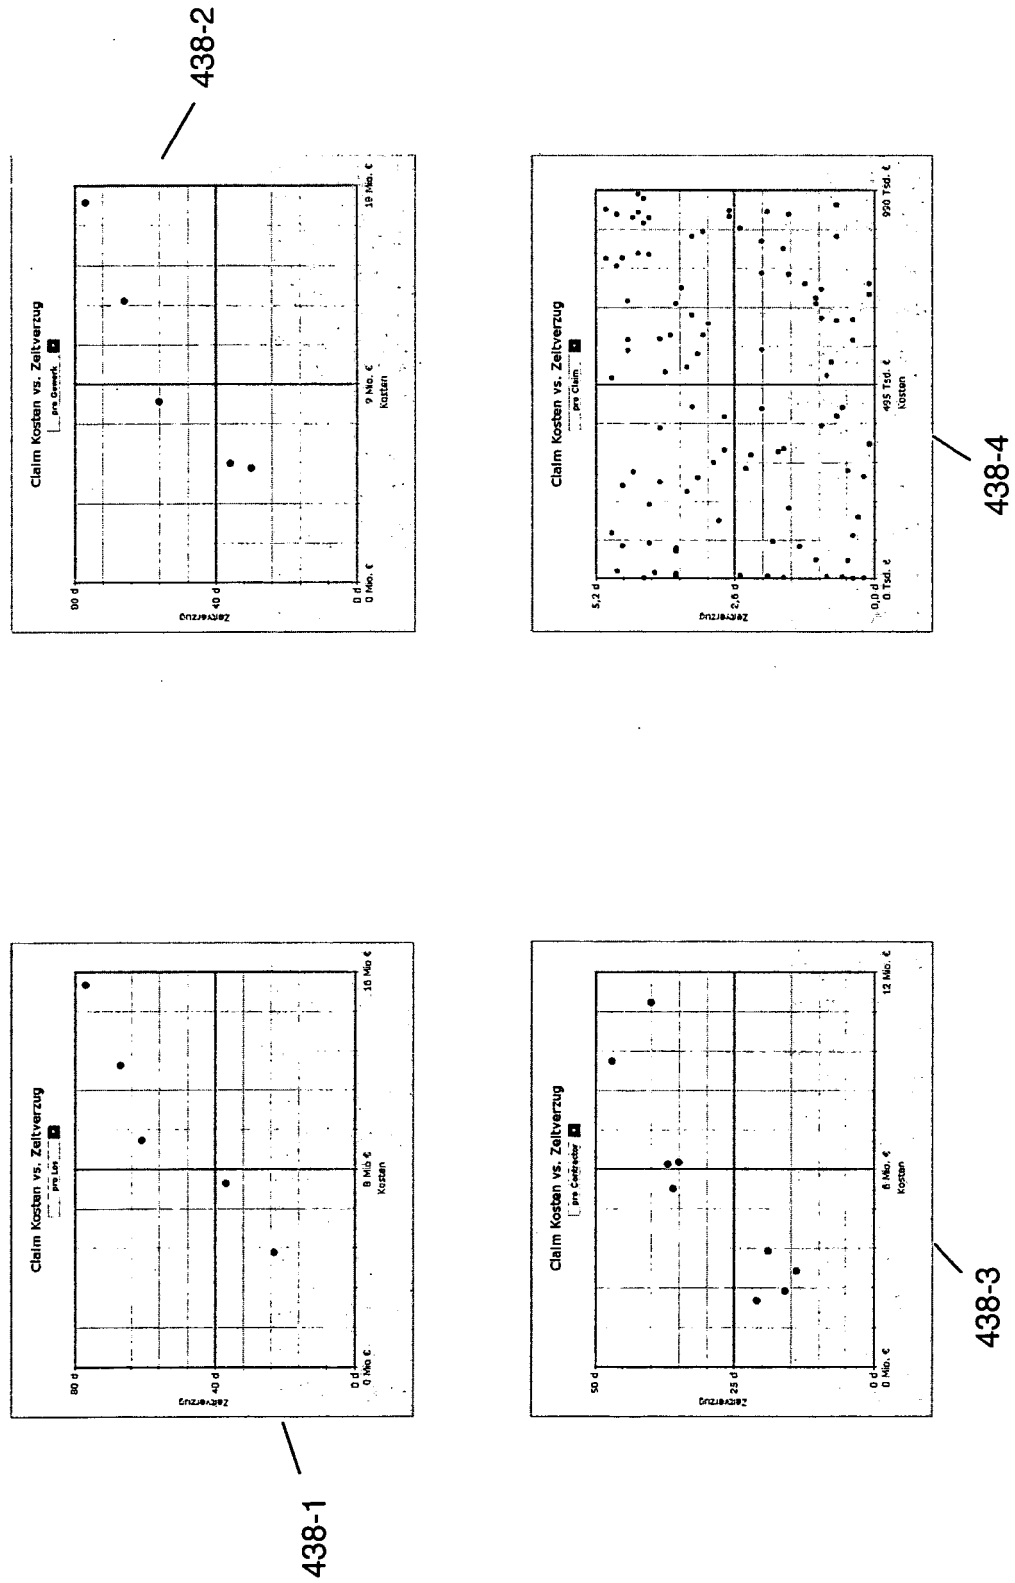 438-1
Claim Kosten vs. Zeitverzug
pro Los
80 d
40 d
0 d
Zeitverzug
0 Mio €
8 Mio €
16 Mio €
Kosten
438-2
Claim Kosten vs. Zeitverzug
pro Gewerk
80 d
40 d
0 d
Zeitverzug
0 Mio. €
9 Mio. €
19 Mio. €
Kosten
438-3
Claim Kosten vs. Zeitverzug
pro Contractor
50 d
25 d
0 d
Zeitverzug
0 Mio. €
6 Mio. €
12 Mio. €
Kosten
438-4
Claim Kosten vs. Zeitverzug
pro Claim
5,2 d
2,6 d
0,0 d
Zeitverzug
0 Tsd. €
495 Tsd. €
990 Tsd. €
Kosten